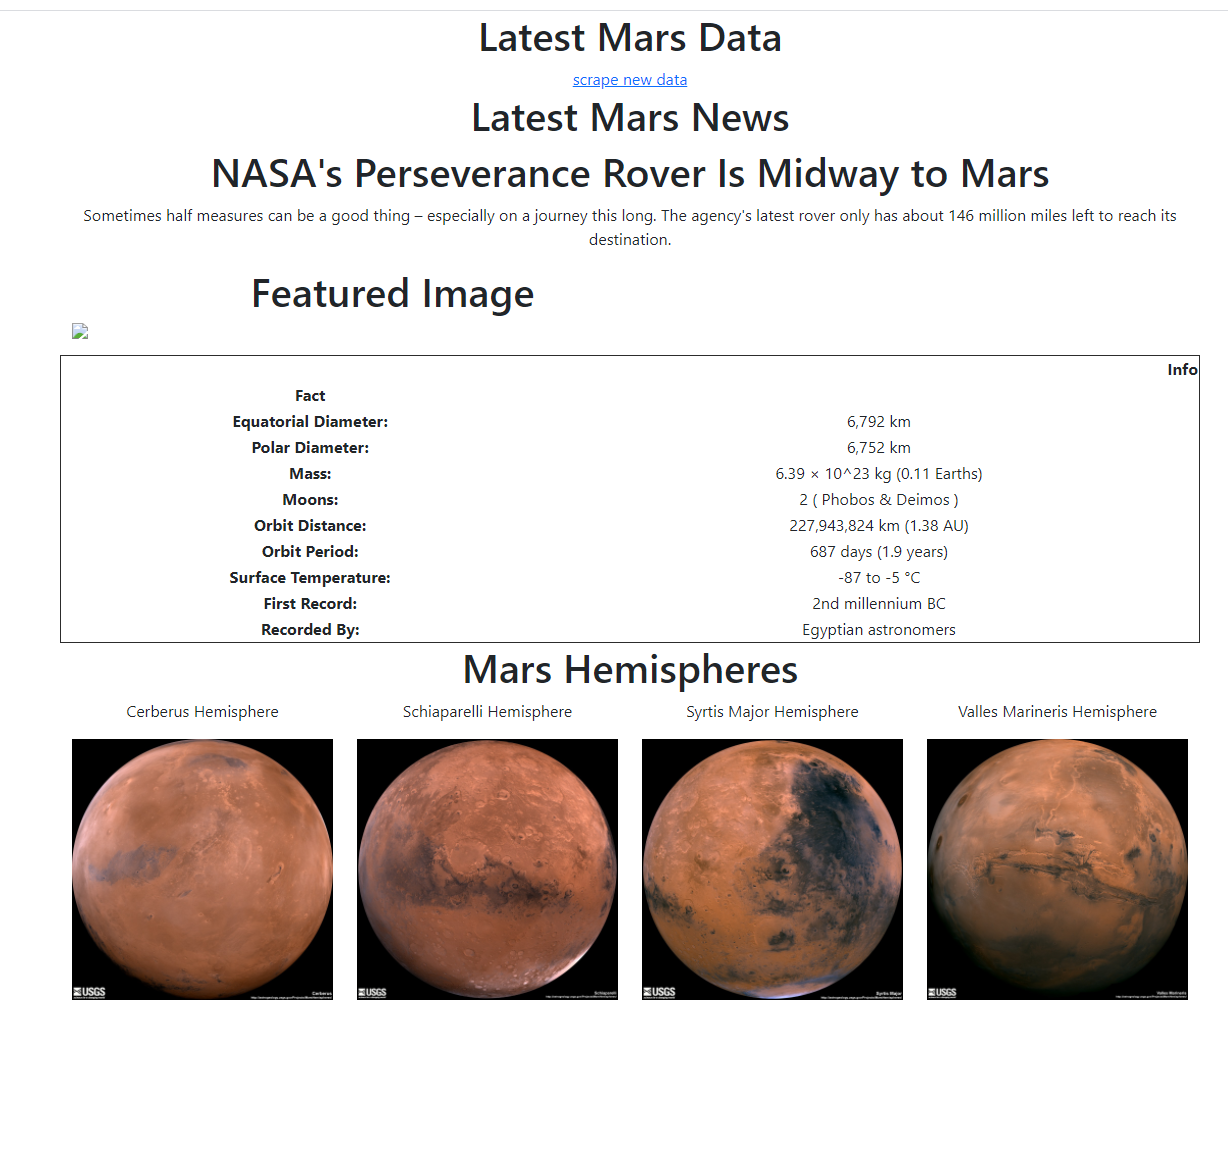 Latest Mars Data
scrape new data
Latest Mars News
NASA's Perseverance Rover Is Midway to Mars
Sometimes half measures can be a good thing – especially on a journey this long. The agency's latest rover only has about 146 million miles left to reach its
destination.
Featured Image
Info
Fact
Equatorial Diameter: 6,792 km
Polar Diameter: 6,752 km
Mass: 6.39 × 10^23 kg (0.11 Earths)
Moons: 2 ( Phobos & Deimos )
Orbit Distance: 227,943,824 km (1.38 AU)
Orbit Period: 687 days (1.9 years)
Surface Temperature: -87 to -5 °C
First Record: 2nd millennium BC
Recorded By: Egyptian astronomers
Mars Hemispheres
Cerberus Hemisphere Schiaparelli Hemisphere Syrtis Major Hemisphere Valles Marineris Hemisphere
USGS Cerberus USGS Schiaparelli USGS Syrtis Major USGS Valles Marineris